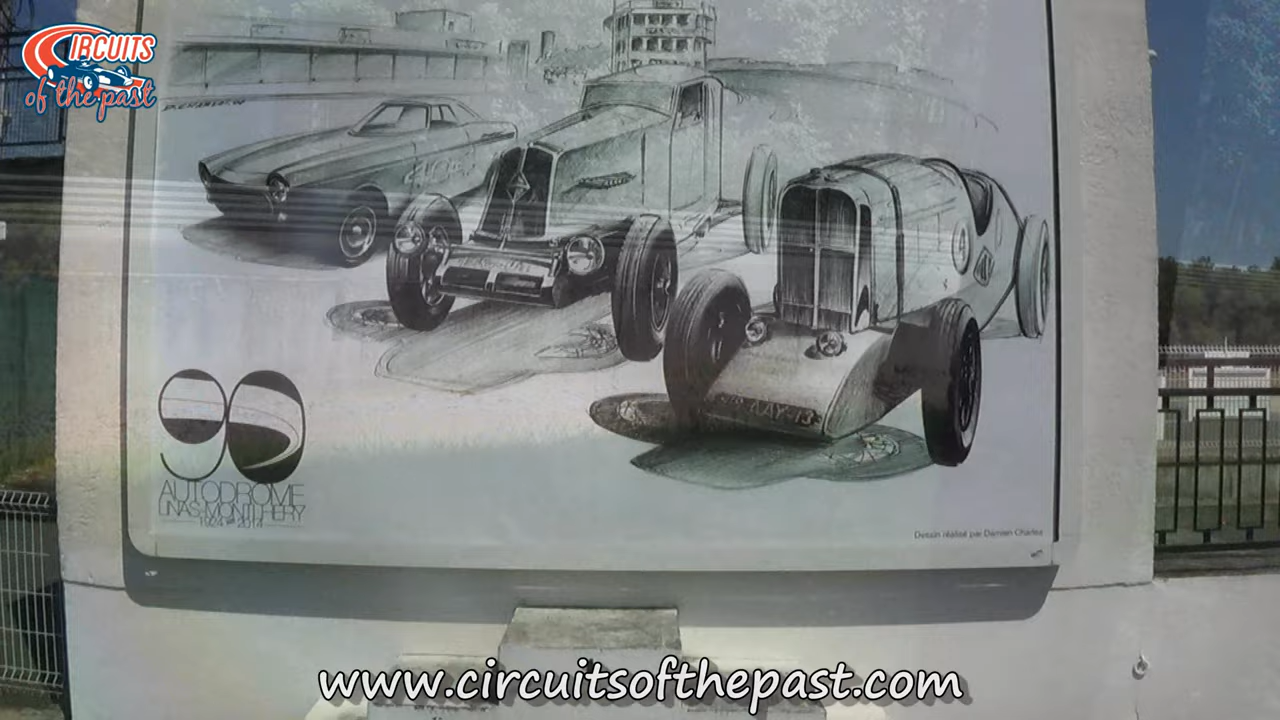 CIRCUITS
of the past
90
AUTODROME
LINAS-MONTLHERY
1924 2014
Dessin réalisé par Damien Charles
www.circuitsofthepast.com